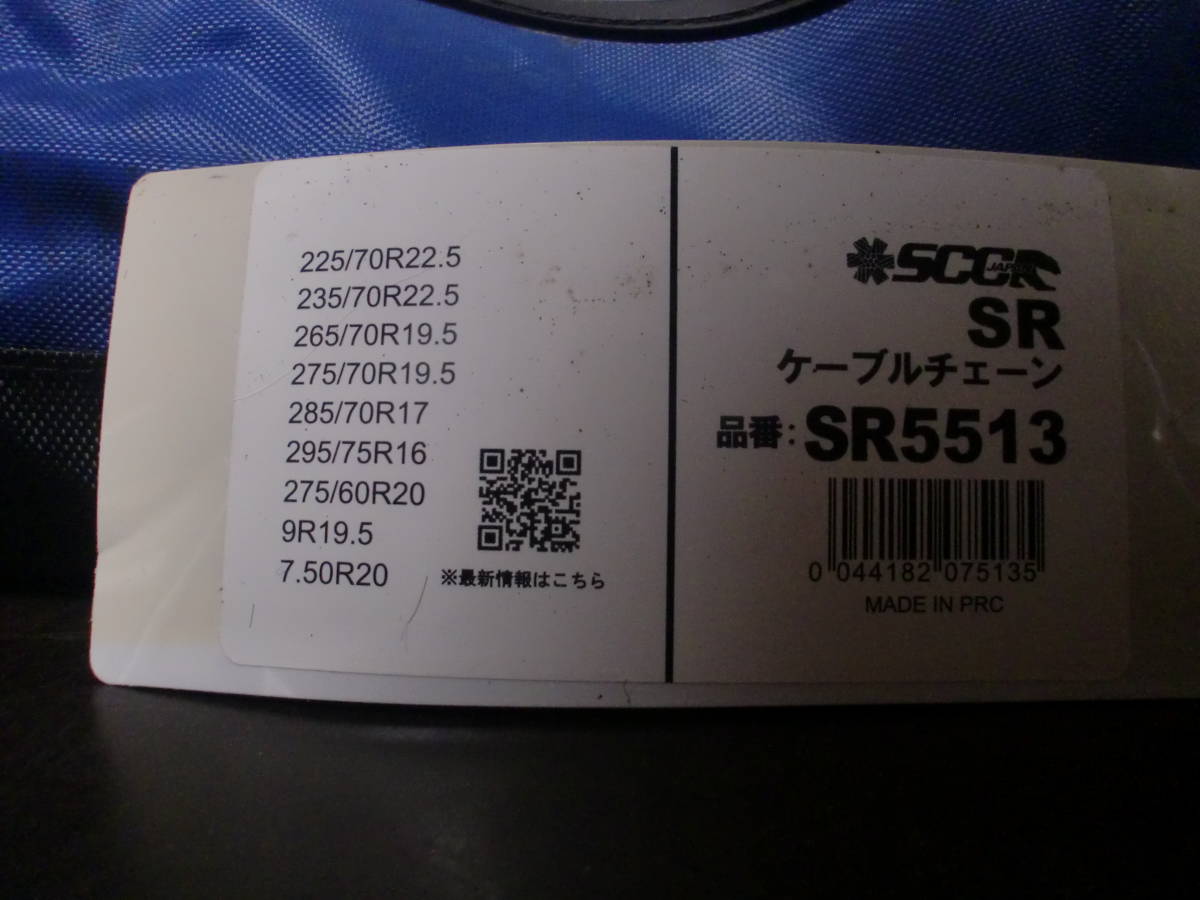 225/70R22.5
235/70R22.5
265/70R19.5
275/70R19.5
285/70R17
295/75R16
275/60R20
9R19.5
7.50R20
※最新情報はこちら
SCC JAPAN
SR
ケーブルチェーン
品番：SR5513
0 044182 075135
MADE IN PRC